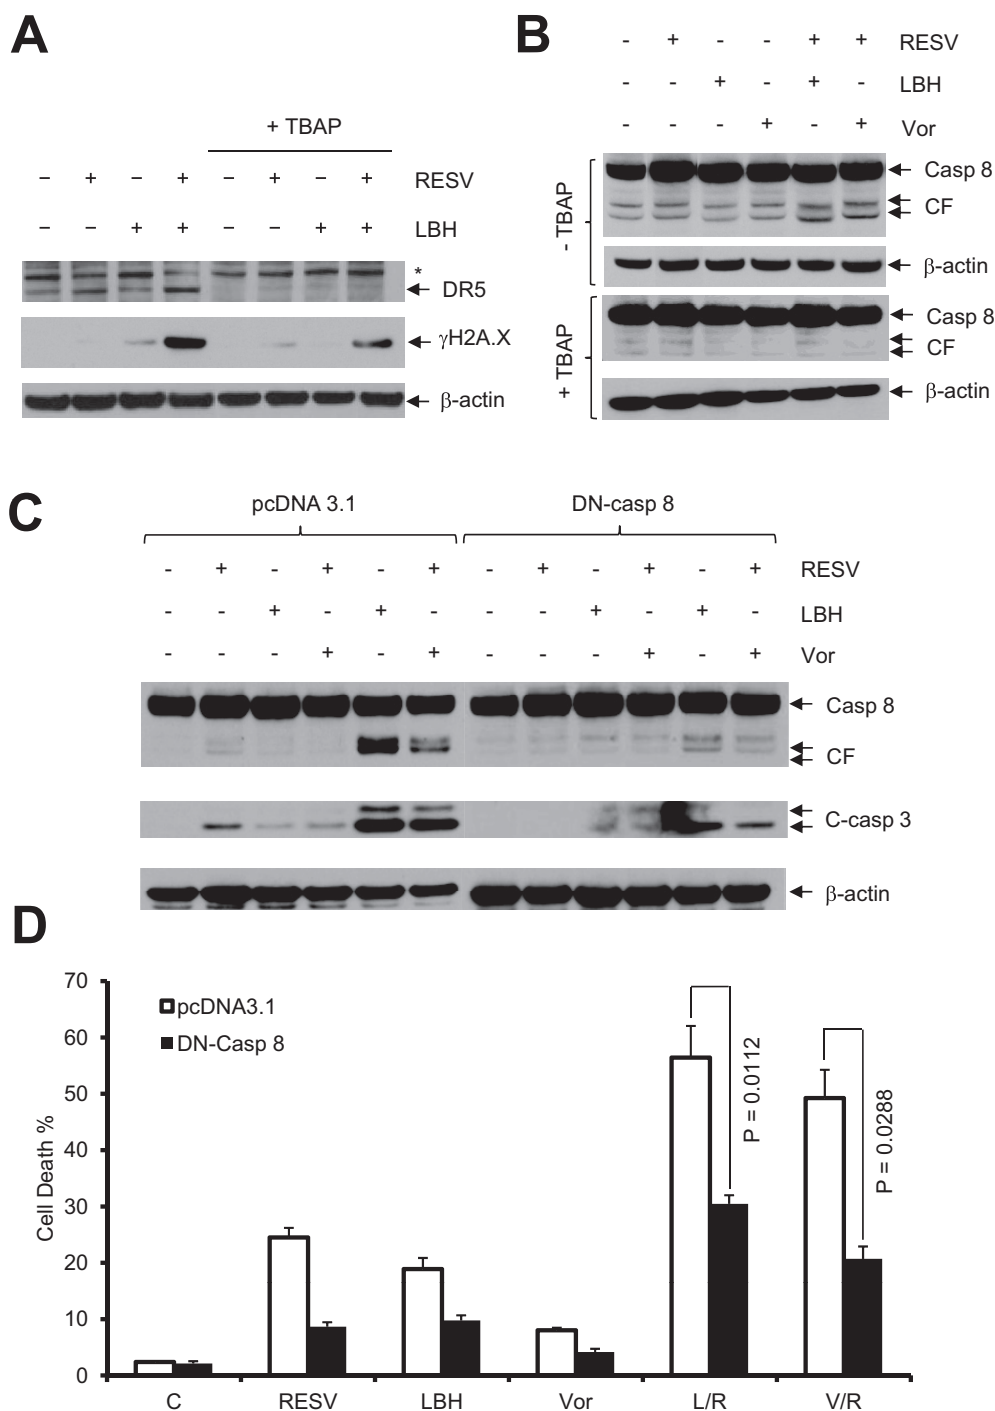 A
+ TBAP
− + − + − + − + RESV
− − + + − − + + LBH
*
DR5
γH2A.X
β-actin
B
- + - - + + RESV
- - + - + - LBH
- - - + - + Vor
- TBAP
Casp 8
CF
β-actin
+ TBAP
Casp 8
CF
β-actin
C
pcDNA 3.1 DN-casp 8
- + - + - + - + - + - + RESV
- - + - + - - - + - + - LBH
- - - + - + - - - + - + Vor
Casp 8
CF
C-casp 3
β-actin
D
Cell Death %
70
60
50
40
30
20
10
0
pcDNA3.1
DN-Casp 8
P = 0.0112
P = 0.0288
C RESV LBH Vor L/R V/R